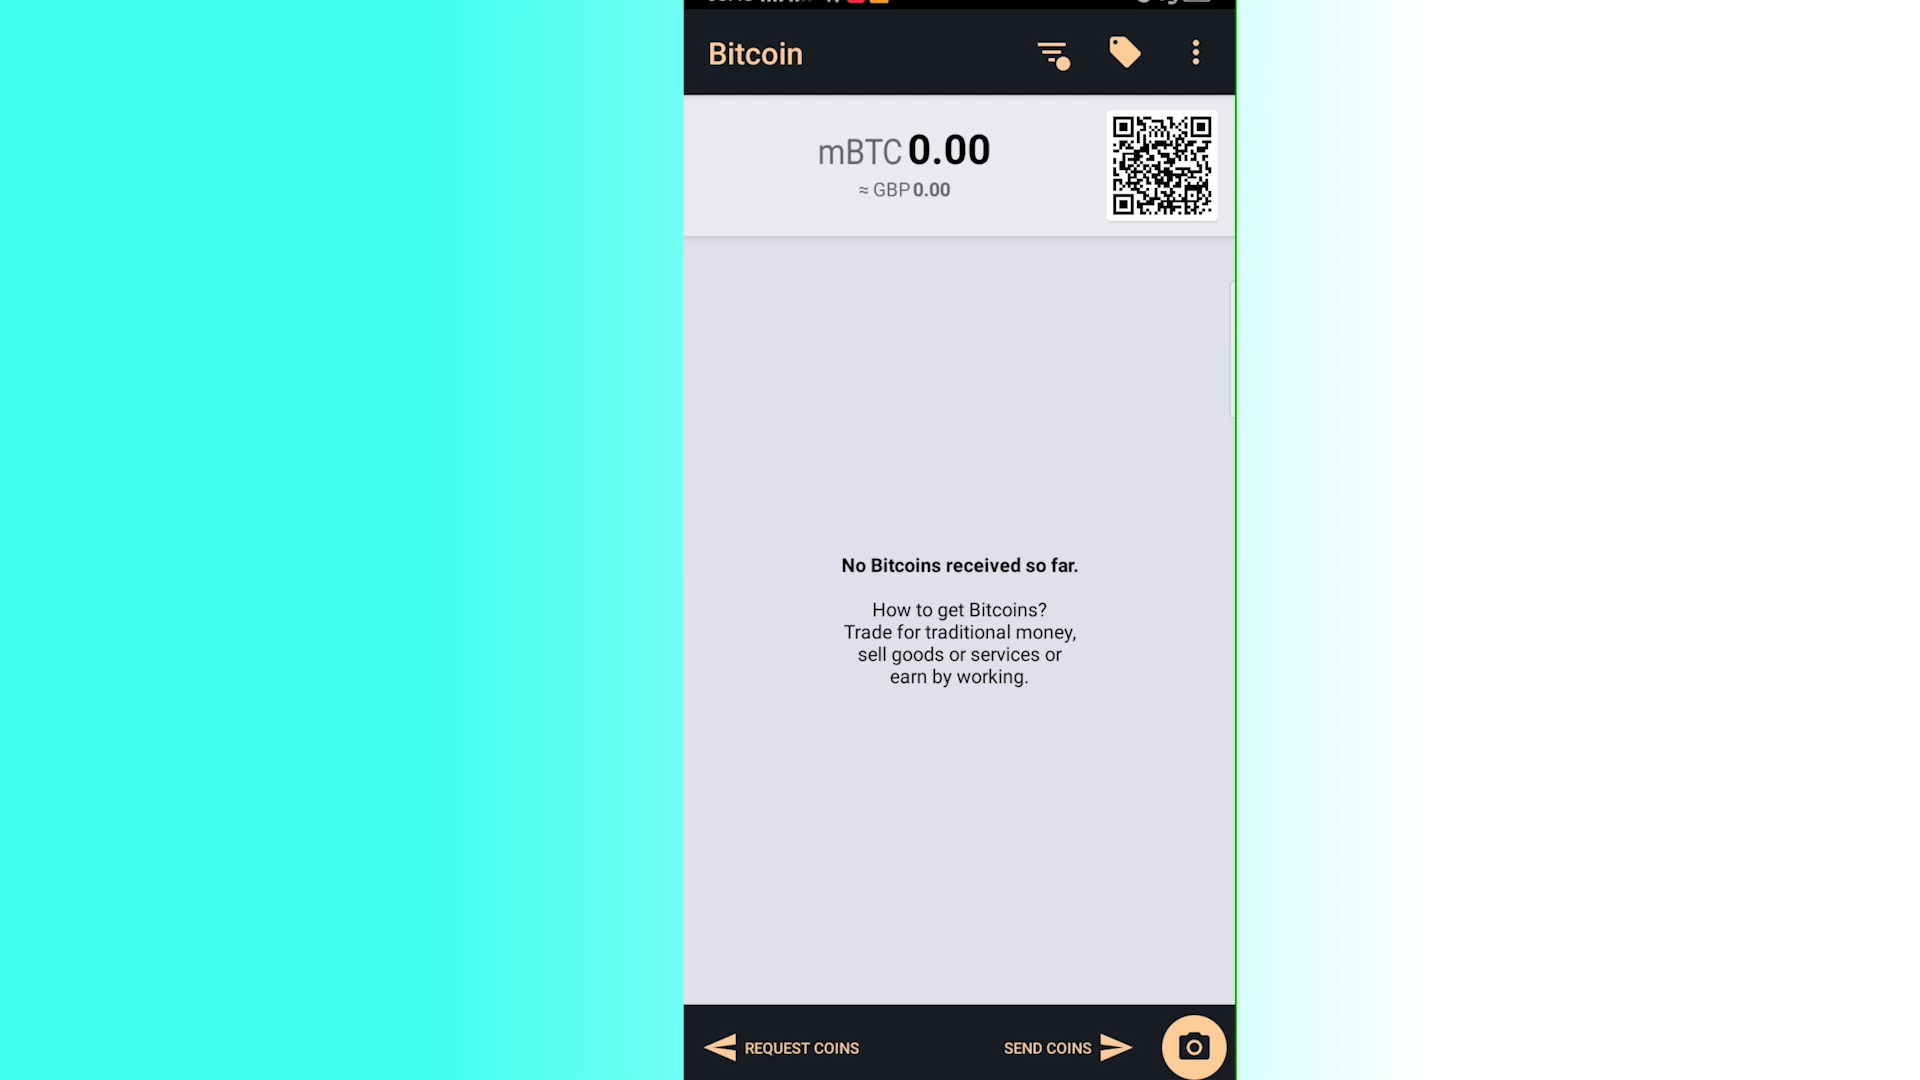 Bitcoin
mBTC 0.00
≈ GBP 0.00
No Bitcoins received so far.
How to get Bitcoins?
Trade for traditional money,
sell goods or services or
earn by working.
REQUEST COINS
SEND COINS